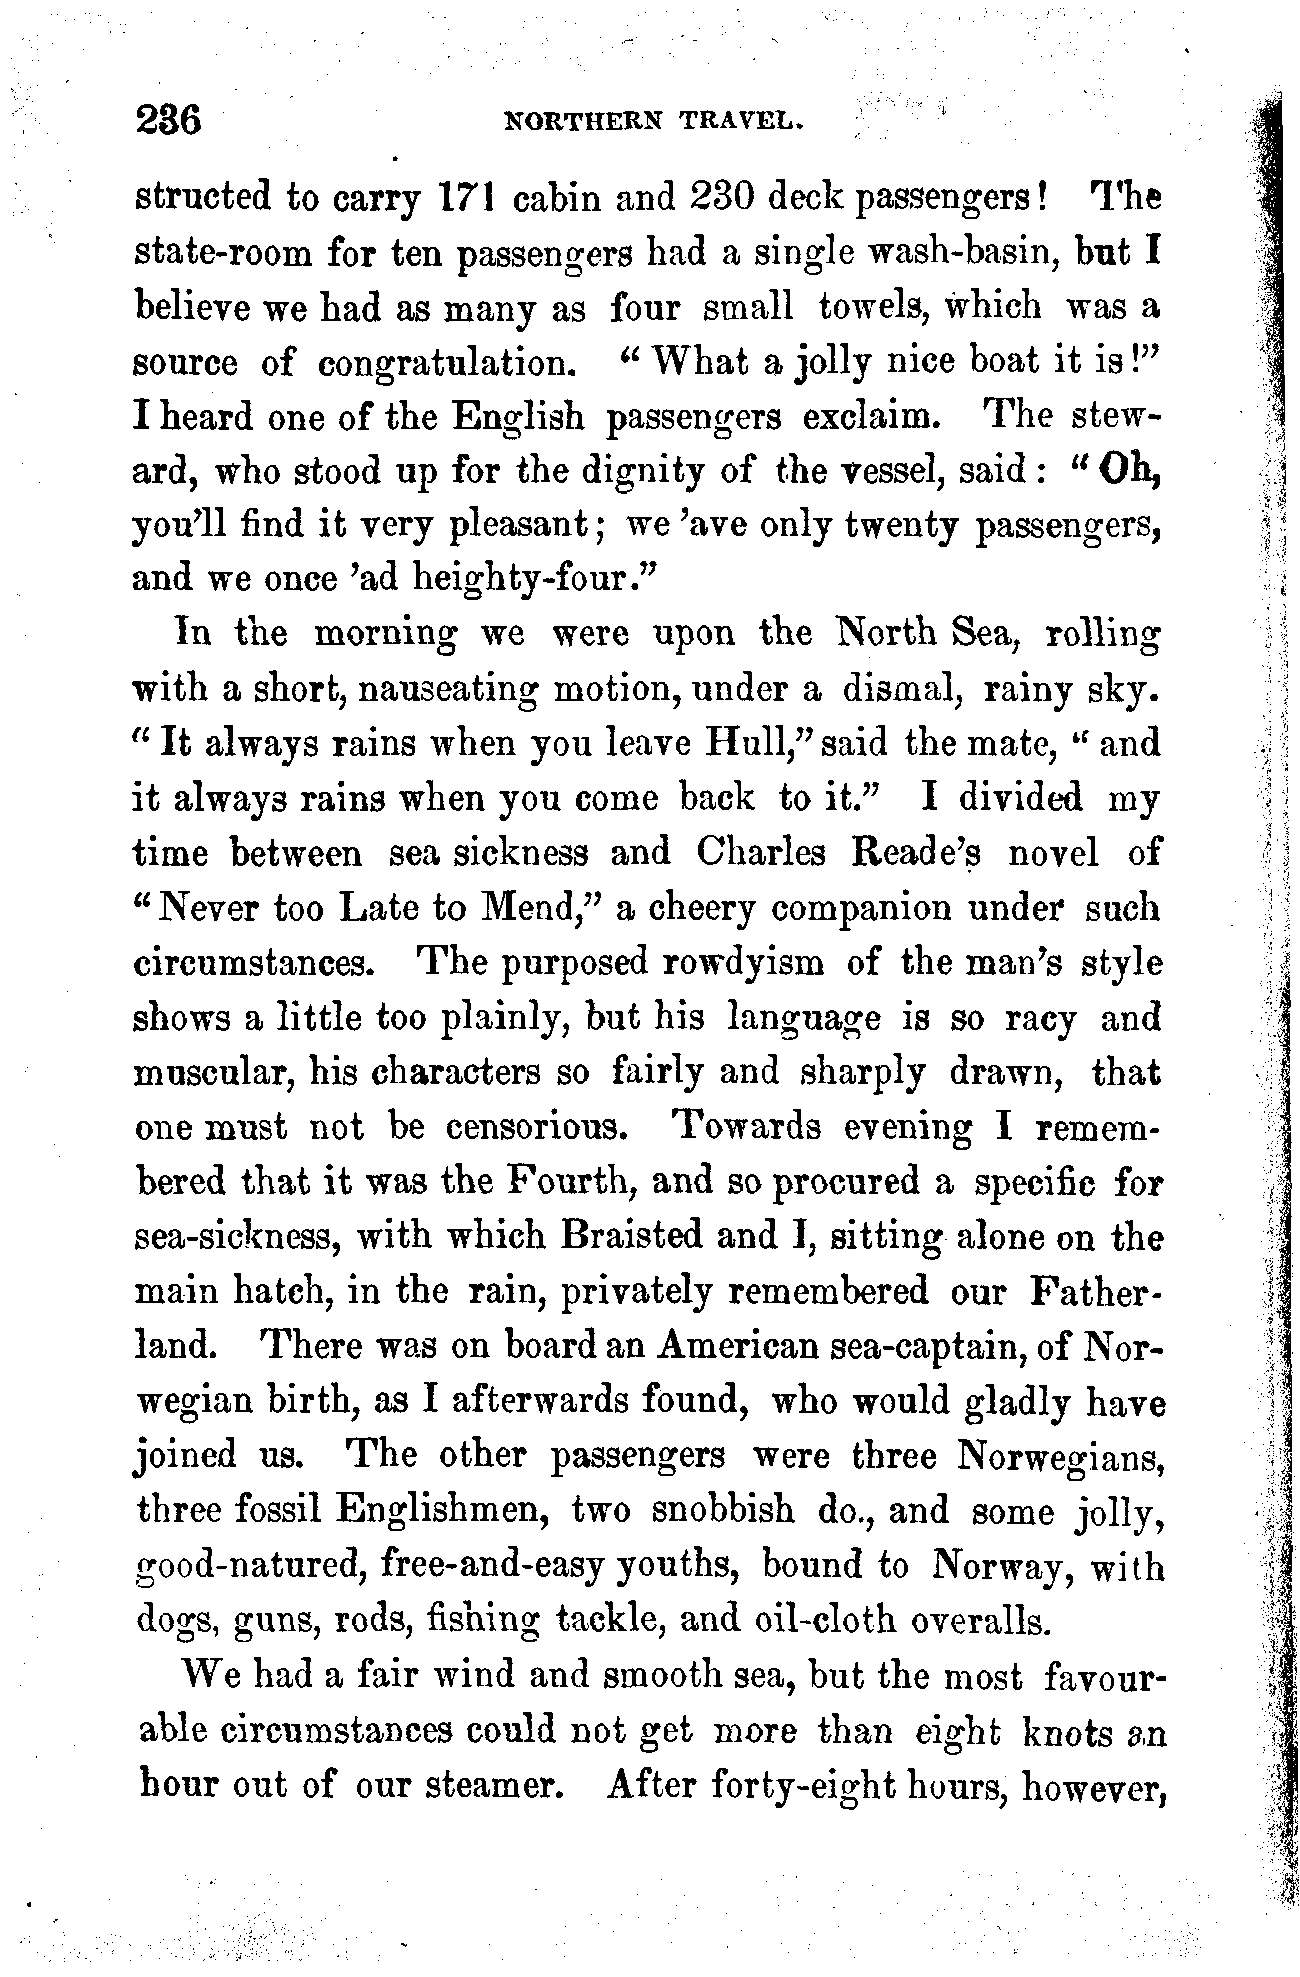 236 NORTHERN TRAVEL.
structed to carry 171 cabin and 230 deck passengers! The
state-room for ten passengers had a single wash-basin, but I
believe we had as many as four small towels, which was a
source of congratulation. “ What a jolly nice boat it is!”
I heard one of the English passengers exclaim. The stew-
ard, who stood up for the dignity of the vessel, said: “ Oh,
you’ll find it very pleasant; we ’ave only twenty passengers,
and we once ’ad heighty-four.”
In the morning we were upon the North Sea, rolling
with a short, nauseating motion, under a dismal, rainy sky.
“ It always rains when you leave Hull,” said the mate, “ and
it always rains when you come back to it.” I divided my
time between sea sickness and Charles Reade’s novel of
“ Never too Late to Mend,” a cheery companion under such
circumstances. The purposed rowdyism of the man’s style
shows a little too plainly, but his language is so racy and
muscular, his characters so fairly and sharply drawn, that
one must not be censorious. Towards evening I remem-
bered that it was the Fourth, and so procured a specific for
sea-sickness, with which Braisted and I, sitting alone on the
main hatch, in the rain, privately remembered our Father-
land. There was on board an American sea-captain, of Nor-
wegian birth, as I afterwards found, who would gladly have
joined us. The other passengers were three Norwegians,
three fossil Englishmen, two snobbish do., and some jolly,
good-natured, free-and-easy youths, bound to Norway, with
dogs, guns, rods, fishing tackle, and oil-cloth overalls.
We had a fair wind and smooth sea, but the most favour-
able circumstances could not get more than eight knots an
hour out of our steamer. After forty-eight hours, however,